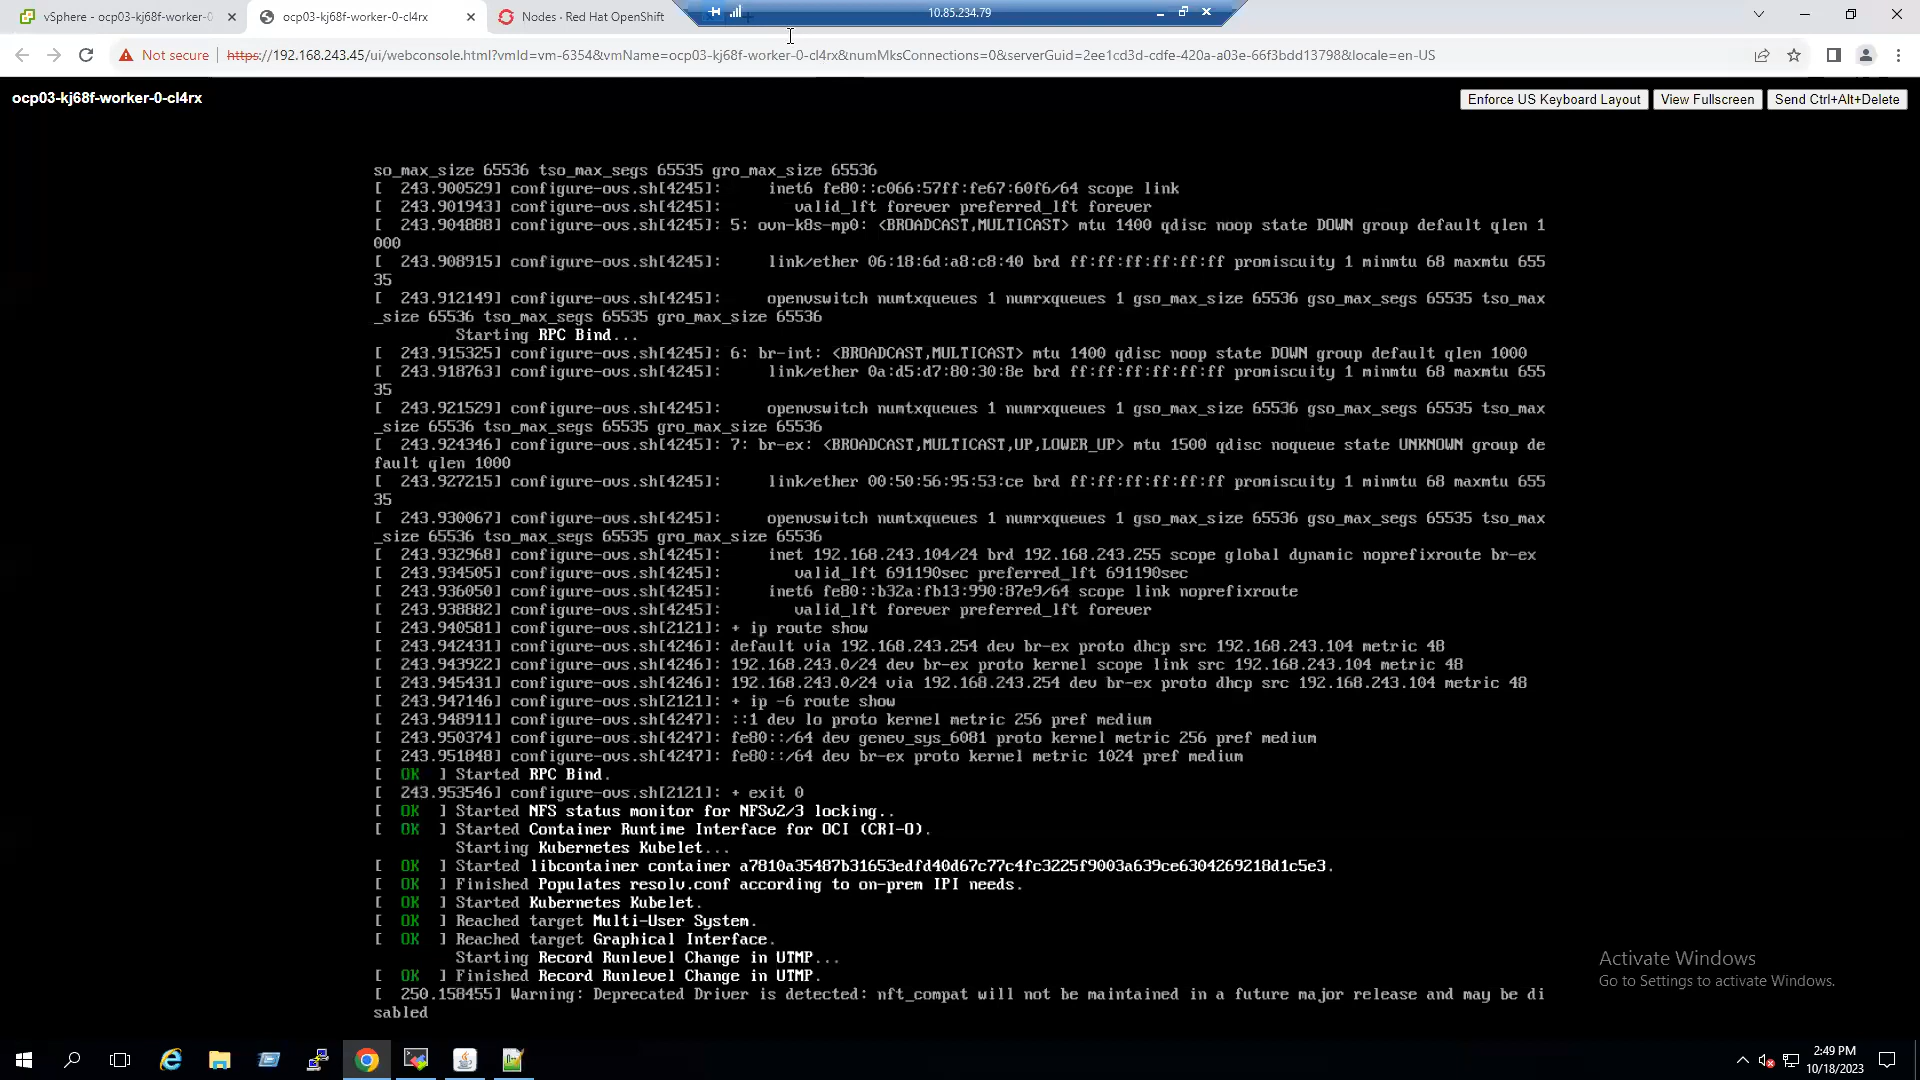 vSphere - ocp03-kj68f-worker-0
ocp03-kj68f-worker-0-cl4rx
Nodes · Red Hat OpenShift
10.85.234.79
Not secure
https://192.168.243.45/ui/webconsole.html?vmId=vm-6354&vmName=ocp03-kj68f-worker-0-cl4rx&numMksConnections=0&serverGuid=2ee1cd3d-cdfe-420a-a03e-66f3bdd13798&locale=en-US
ocp03-kj68f-worker-0-cl4rx
Enforce US Keyboard Layout
View Fullscreen
Send Ctrl+Alt+Delete
so_max_size 65536 tso_max_segs 65535 gro_max_size 65536
[  243.900529] configure-ovs.sh[4245]:     inet6 fe80::c066:57ff:fe67:60f6/64 scope link
[  243.901943] configure-ovs.sh[4245]:        valid_lft forever preferred_lft forever
[  243.904888] configure-ovs.sh[4245]: 5: ovn-k8s-mp0: <BROADCAST,MULTICAST> mtu 1400 qdisc noop state DOWN group default qlen 1
000
[  243.908915] configure-ovs.sh[4245]:     link/ether 06:18:6d:a8:c8:40 brd ff:ff:ff:ff:ff:ff promiscuity 1 minmtu 68 maxmtu 655
35
[  243.912149] configure-ovs.sh[4245]:     openvswitch numtxqueues 1 numrxqueues 1 gso_max_size 65536 gso_max_segs 65535 tso_max
_size 65536 tso_max_segs 65535 gro_max_size 65536
Starting RPC Bind...
[  243.915325] configure-ovs.sh[4245]: 6: br-int: <BROADCAST,MULTICAST> mtu 1400 qdisc noop state DOWN group default qlen 1000
[  243.918763] configure-ovs.sh[4245]:     link/ether 0a:d5:d7:80:30:8e brd ff:ff:ff:ff:ff:ff promiscuity 1 minmtu 68 maxmtu 655
35
[  243.921529] configure-ovs.sh[4245]:     openvswitch numtxqueues 1 numrxqueues 1 gso_max_size 65536 gso_max_segs 65535 tso_max
_size 65536 tso_max_segs 65535 gro_max_size 65536
[  243.924346] configure-ovs.sh[4245]: 7: br-ex: <BROADCAST,MULTICAST,UP,LOWER_UP> mtu 1500 qdisc noqueue state UNKNOWN group de
fault qlen 1000
[  243.927215] configure-ovs.sh[4245]:     link/ether 00:50:56:95:53:ce brd ff:ff:ff:ff:ff:ff promiscuity 1 minmtu 68 maxmtu 655
35
[  243.930067] configure-ovs.sh[4245]:     openvswitch numtxqueues 1 numrxqueues 1 gso_max_size 65536 gso_max_segs 65535 tso_max
_size 65536 tso_max_segs 65535 gro_max_size 65536
[  243.932968] configure-ovs.sh[4245]:     inet 192.168.243.104/24 brd 192.168.243.255 scope global dynamic noprefixroute br-ex
[  243.934505] configure-ovs.sh[4245]:        valid_lft 691190sec preferred_lft 691190sec
[  243.936050] configure-ovs.sh[4245]:     inet6 fe80::b32a:fb13:990:87e9/64 scope link noprefixroute
[  243.938882] configure-ovs.sh[4245]:        valid_lft forever preferred_lft forever
[  243.940581] configure-ovs.sh[2121]: + ip route show
[  243.942431] configure-ovs.sh[4246]: default via 192.168.243.254 dev br-ex proto dhcp src 192.168.243.104 metric 48
[  243.943922] configure-ovs.sh[4246]: 192.168.243.0/24 dev br-ex proto kernel scope link src 192.168.243.104 metric 48
[  243.945431] configure-ovs.sh[4246]: 192.168.243.0/24 via 192.168.243.254 dev br-ex proto dhcp src 192.168.243.104 metric 48
[  243.947146] configure-ovs.sh[2121]: + ip -6 route show
[  243.948911] configure-ovs.sh[4247]: ::1 dev lo proto kernel metric 256 pref medium
[  243.950374] configure-ovs.sh[4247]: fe80::/64 dev genev_sys_6081 proto kernel metric 256 pref medium
[  243.951848] configure-ovs.sh[4247]: fe80::/64 dev br-ex proto kernel metric 1024 pref medium
[  OK  ] Started RPC Bind.
[  243.953546] configure-ovs.sh[2121]: + exit 0
[  OK  ] Started NFS status monitor for NFSv2/3 locking..
[  OK  ] Started Container Runtime Interface for OCI (CRI-O).
Starting Kubernetes Kubelet...
[  OK  ] Started libcontainer container a7810a35487b31653edfd40d67c77c4fc3225f9003a639ce6304269218d1c5e3.
[  OK  ] Finished Populates resolv.conf according to on-prem IPI needs.
[  OK  ] Started Kubernetes Kubelet.
[  OK  ] Reached target Multi-User System.
[  OK  ] Reached target Graphical Interface.
Starting Record Runlevel Change in UTMP...
[  OK  ] Finished Record Runlevel Change in UTMP.
[  250.158455] Warning: Deprecated Driver is detected: nft_compat will not be maintained in a future major release and may be di
sabled
Activate Windows
Go to Settings to activate Windows.
2:49 PM
10/18/2023